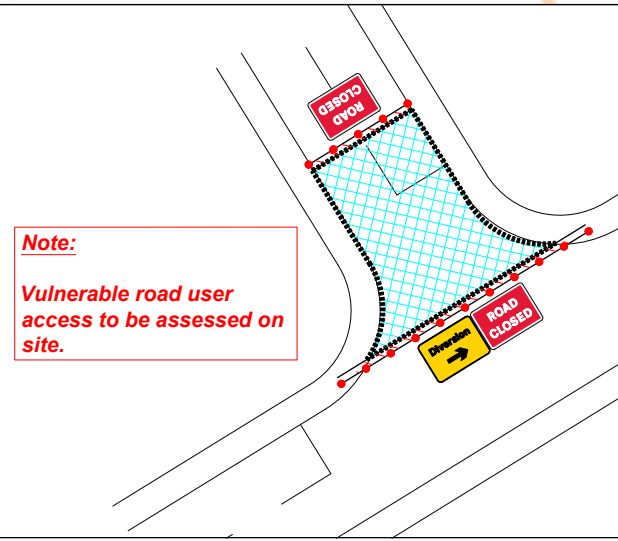 ROAD
CLOSED
Note:
Vulnerable road user
access to be assessed on
site.
Diversion
ROAD
CLOSED